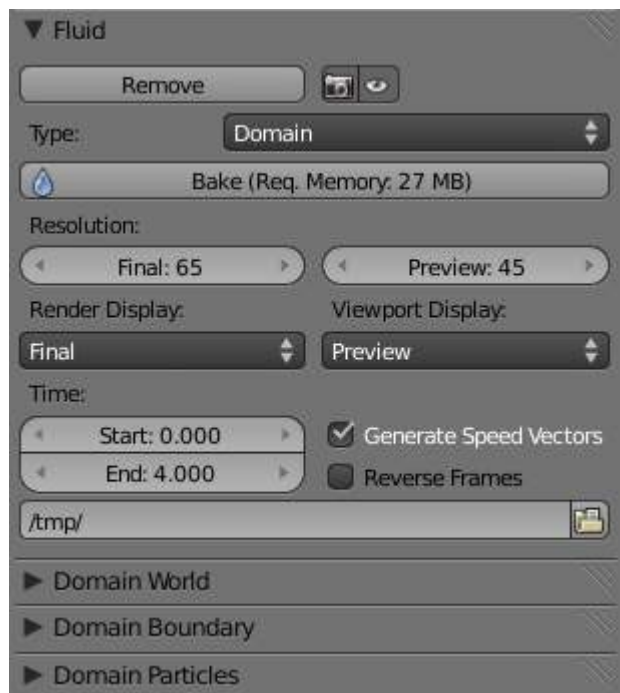 Fluid
Remove
Type: Domain
Bake (Req. Memory: 27 MB)
Resolution:
Final: 65 Preview: 45
Render Display: Viewport Display:
Final Preview
Time:
Start: 0.000 Generate Speed Vectors
End: 4.000 Reverse Frames
/tmp/
Domain World
Domain Boundary
Domain Particles